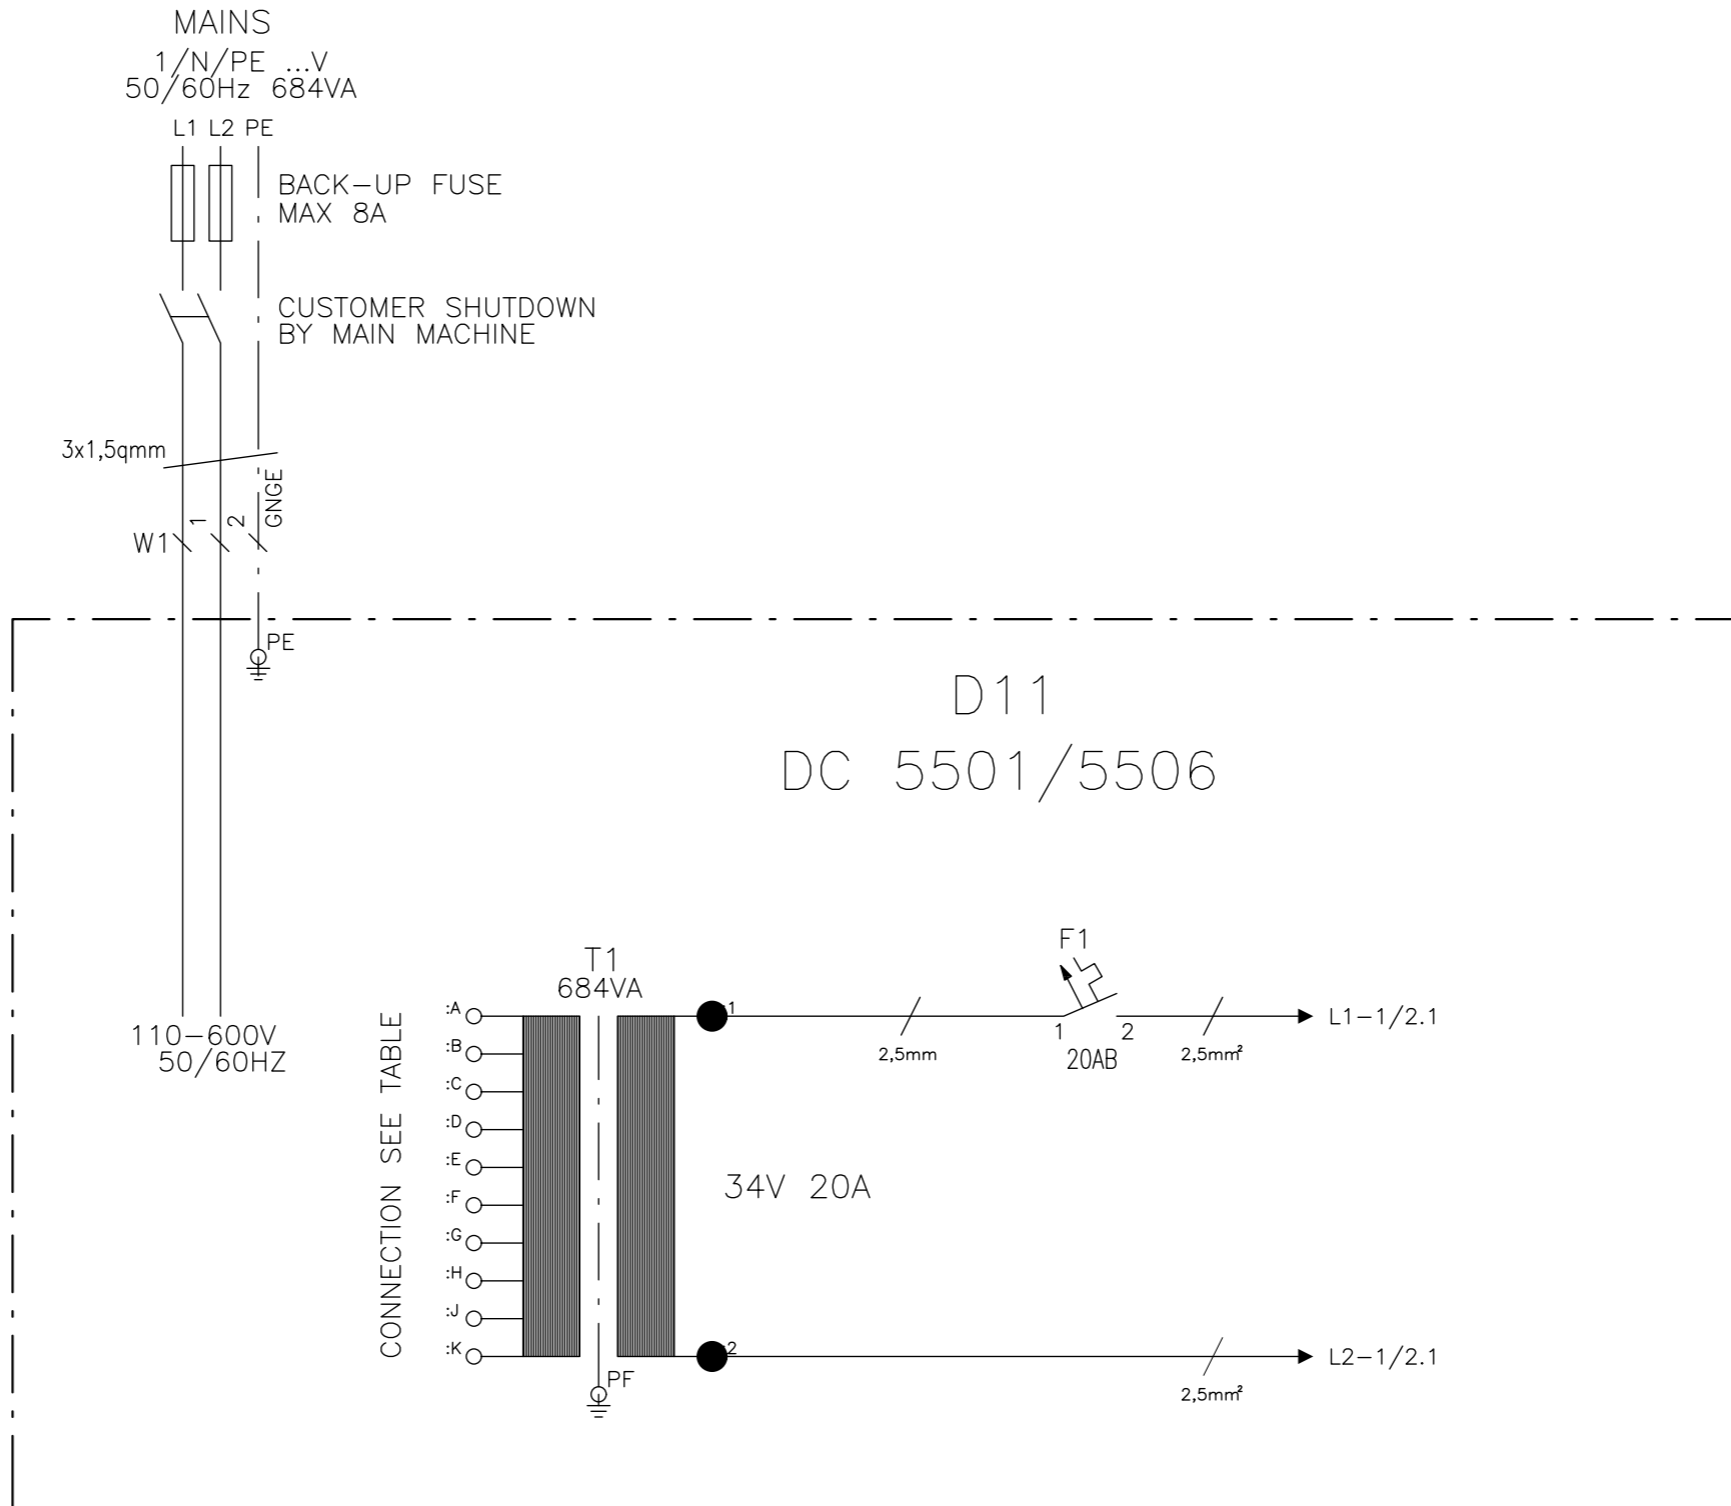 MAINS
1/N/PE ...V
50/60Hz 684VA
L1 L2 PE
BACK-UP FUSE
MAX 8A
CUSTOMER SHUTDOWN
BY MAIN MACHINE
3x1,5qmm
GNGE
1
2
W1
PE
D11
DC 5501/5506
110-600V
50/60HZ
CONNECTION SEE TABLE
T1
684VA
:A
:B
:C
:D
:E
:F
:G
:H
:J
:K
PF
:1
:2
34V 20A
2,5mm
F1
1
2
20AB
2,5mm²
L1-1/2.1
2,5mm²
L2-1/2.1